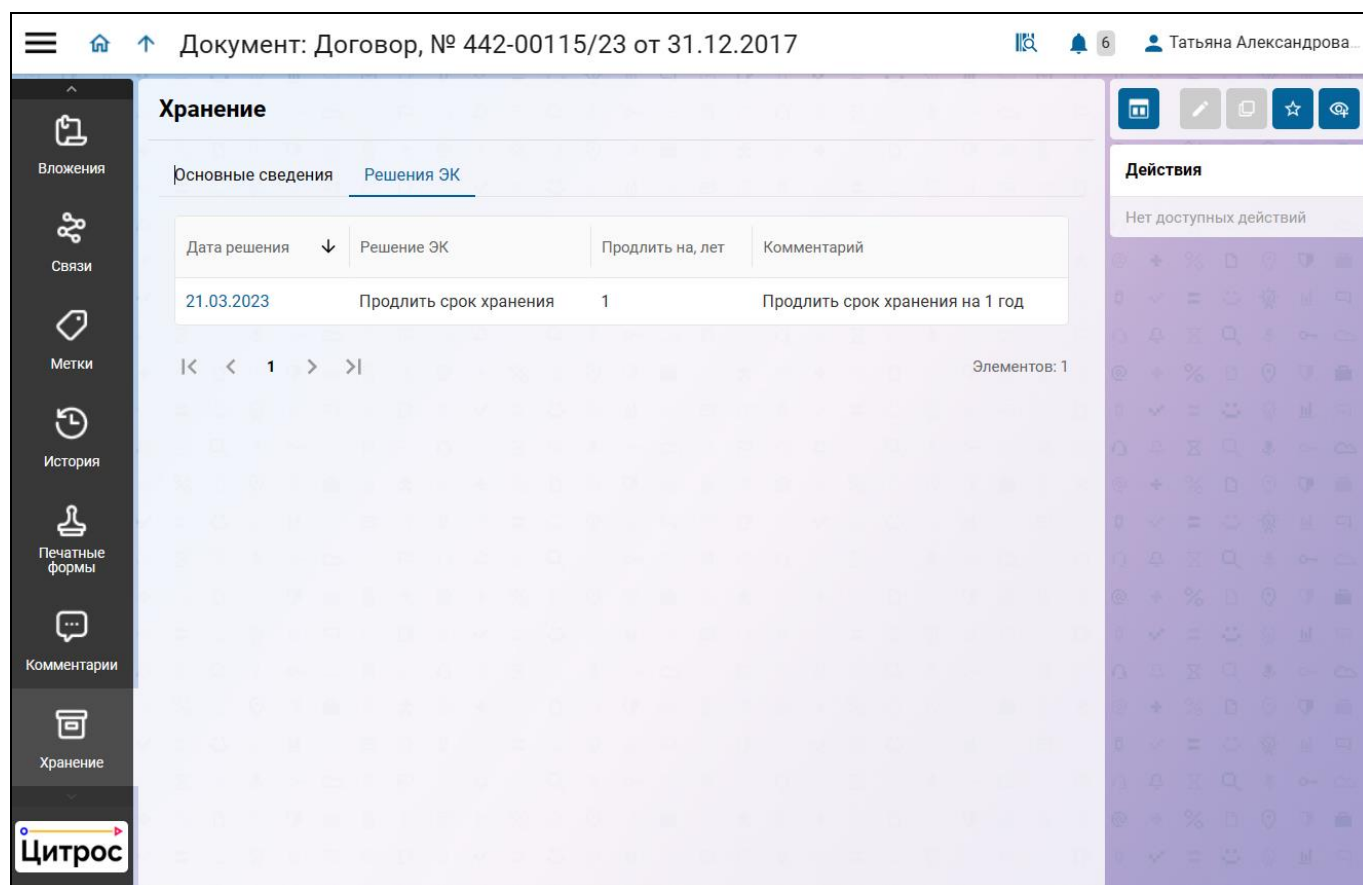 Документ: Договор, № 442-00115/23 от 31.12.2017
6
Татьяна Александрова...
Вложения
Связи
Метки
История
Печатные
формы
Комментарии
Хранение
Цитрос
Хранение
Основные сведения Решения ЭК
Дата решения Решение ЭК Продлить на, лет Комментарий
21.03.2023 Продлить срок хранения 1 Продлить срок хранения на 1 год
1
Элементов: 1
Действия
Нет доступных действий